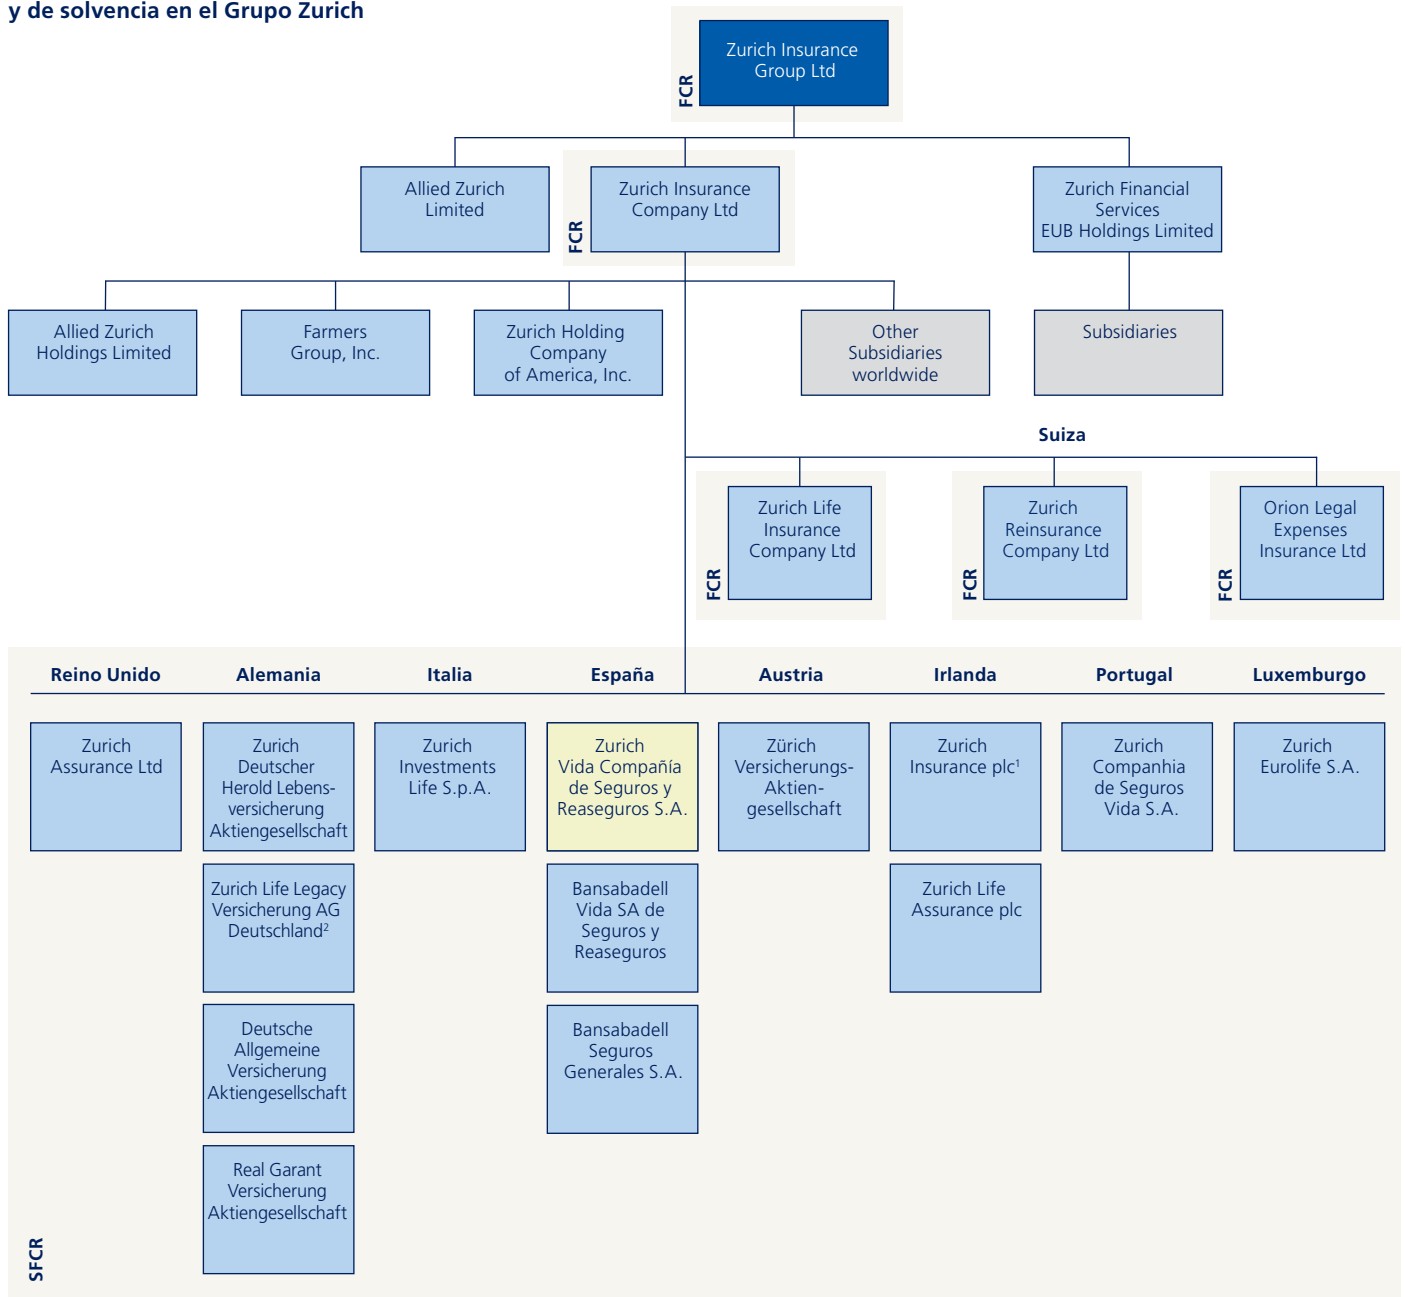 y de solvencia en el Grupo Zurich
Zurich Insurance
Group Ltd
FCR
Allied Zurich
Limited
Zurich Insurance
Company Ltd
FCR
Zurich Financial
Services
EUB Holdings Limited
Allied Zurich
Holdings Limited
Farmers
Group, Inc.
Zurich Holding
Company
of America, Inc.
Other
Subsidiaries
worldwide
Subsidiaries
Suiza
Zurich Life
Insurance
Company Ltd
FCR
Zurich
Reinsurance
Company Ltd
FCR
Orion Legal
Expenses
Insurance Ltd
FCR
Reino Unido
Alemania
Italia
España
Austria
Irlanda
Portugal
Luxemburgo
Zurich
Assurance Ltd
Zurich
Deutscher
Herold Lebens-
versicherung
Aktiengesellschaft
Zurich
Investments
Life S.p.A.
Zurich
Vida Compañía
de Seguros y
Reaseguros S.A.
Zürich
Versicherungs-
Aktien-
gesellschaft
Zurich
Insurance plc¹
Zurich
Companhia
de Seguros
Vida S.A.
Zurich
Eurolife S.A.
Zurich Life Legacy
Versicherung AG
Deutschland²
Bansabadell
Vida SA de
Seguros y
Reaseguros
Zurich Life
Assurance plc
Deutsche
Allgemeine
Versicherung
Aktiengesellschaft
Bansabadell
Seguros
Generales S.A.
Real Garant
Versicherung
Aktiengesellschaft
SFCR